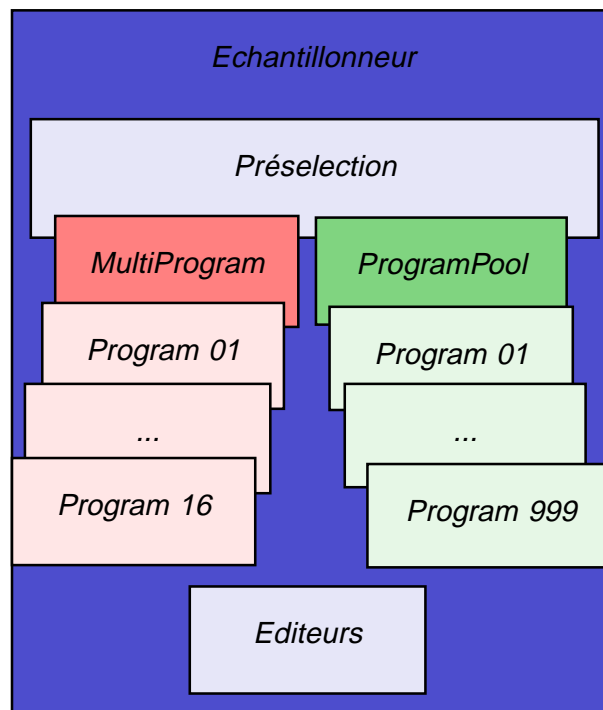 Echantillonneur
Préselection
MultiProgram
ProgramPool
Program 01
Program 01
...
...
Program 16
Program 999
Editeurs